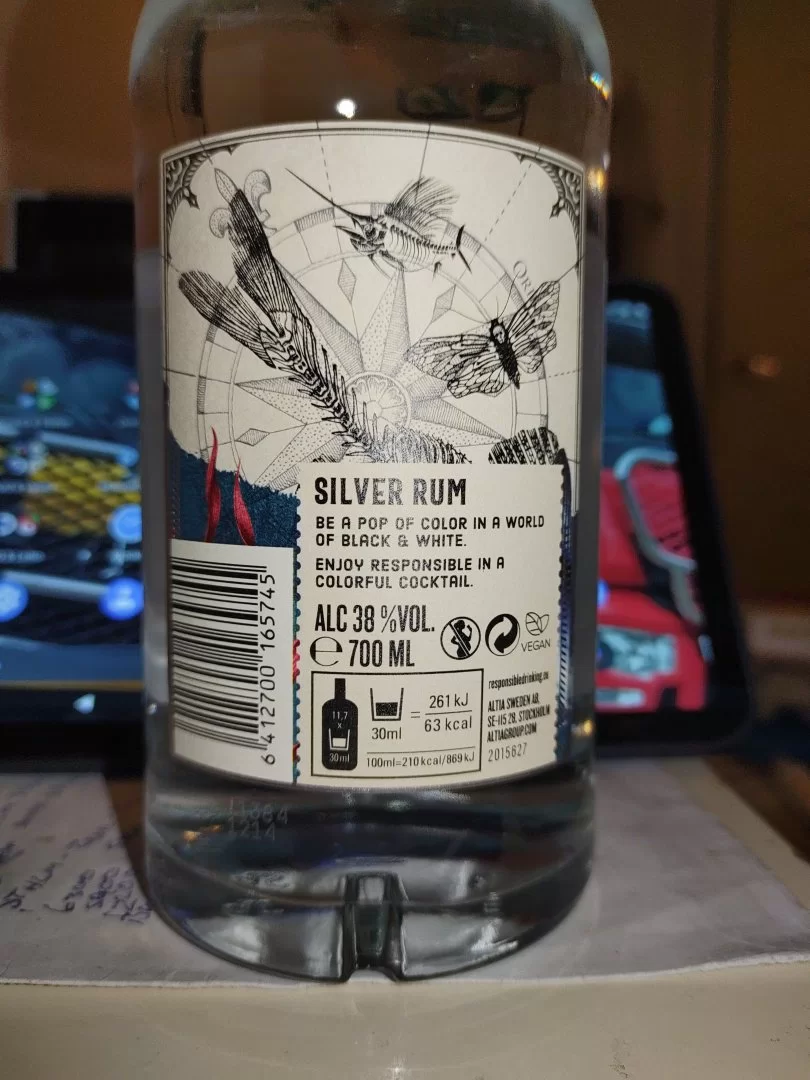 SILVER RUM
BE A POP OF COLOR IN A WORLD
OF BLACK & WHITE.
ENJOY RESPONSIBLE IN A
COLORFUL COCKTAIL.
ALC 38 %VOL.
℮ 700 ML
VEGAN
11,7
x
30ml
30ml
=
261 kJ
63 kcal
100ml=210 kcal/869 kJ
responsibledrinking.eu
ALTIA SWEDEN AB,
SE-115 28, STOCKHOLM
ALTIAGROUP.COM
2015627
6 412700 165745